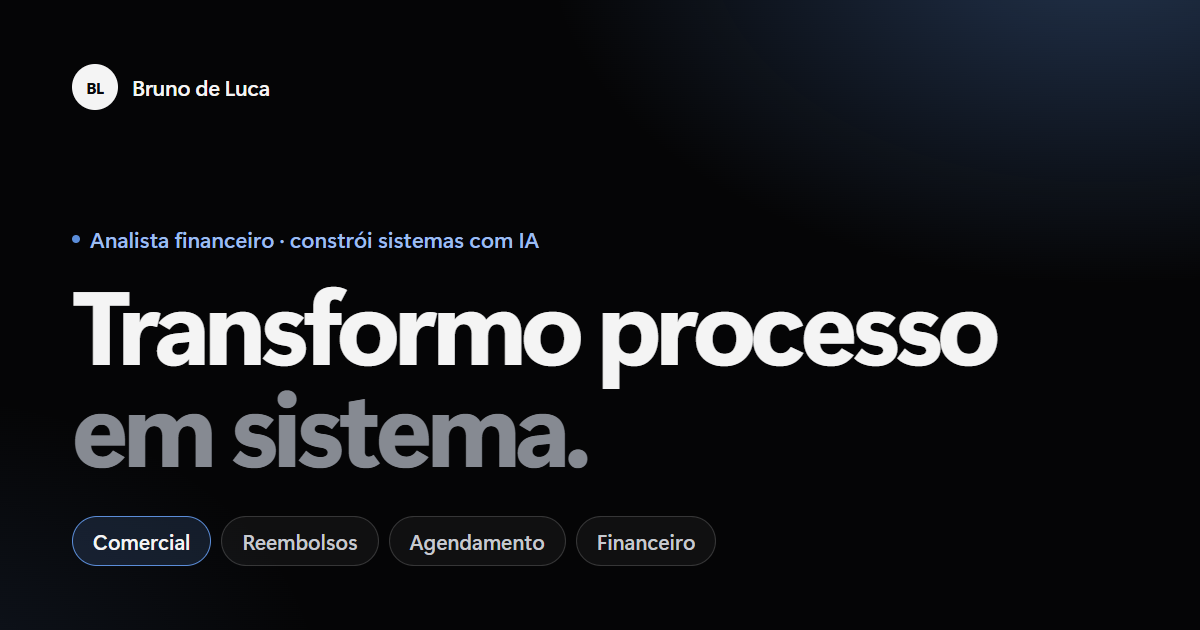 BL
Bruno de Luca
Analista financeiro · constrói sistemas com IA
Transformo processo
em sistema.
Comercial
Reembolsos
Agendamento
Financeiro